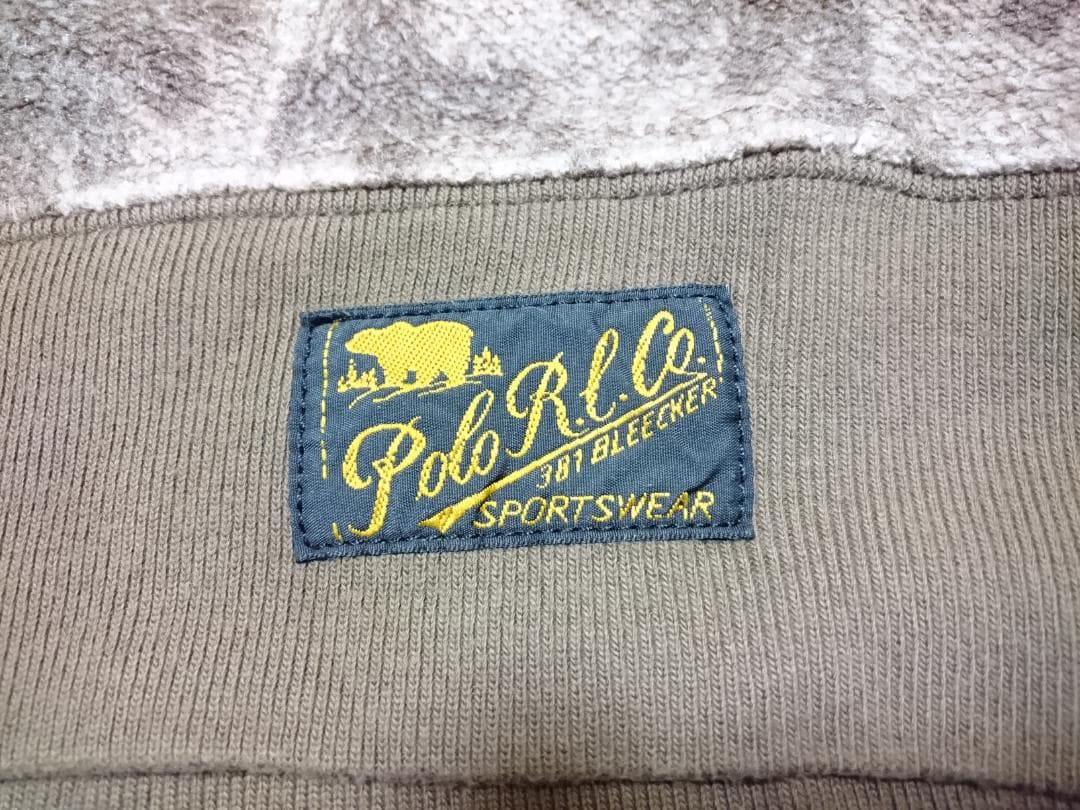 Polo R.L. Co.
381 BLEECKER
SPORTSWEAR